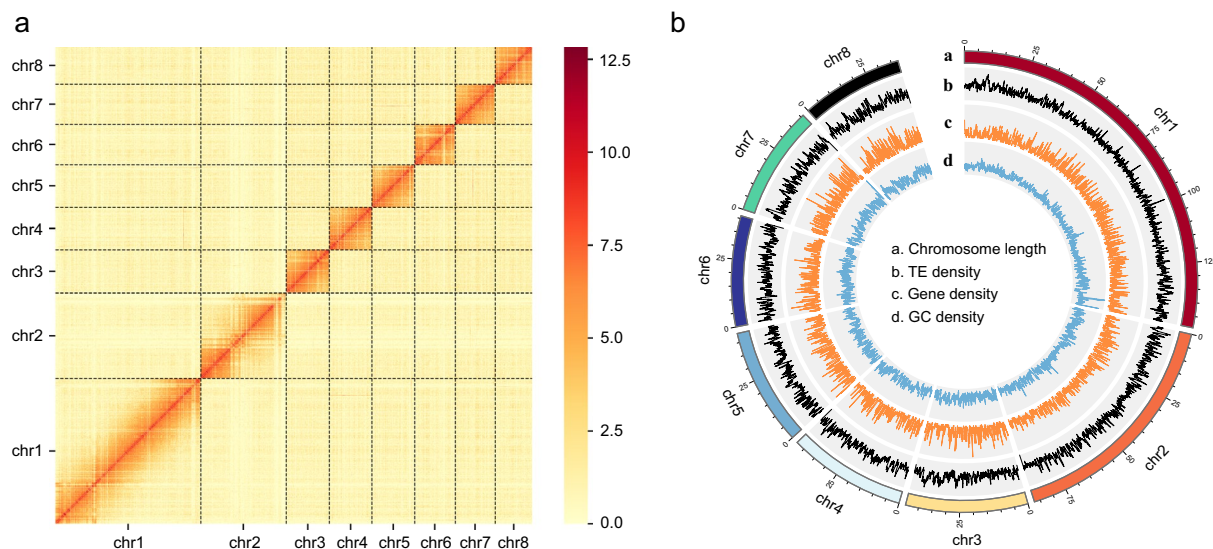 a
chr8
chr7
chr6
chr5
chr4
chr3
chr2
chr1
chr1 chr2 chr3 chr4 chr5 chr6 chr7 chr8
12.5
10.0
7.5
5.0
2.5
0.0
b
a
b
c
d
chr1
0
25
50
75
100
12
chr2
0
25
50
75
chr3
0
25
chr4
0
25
chr5
0
25
chr6
0
25
chr7
0
25
chr8
0
25
a. Chromosome length
b. TE density
c. Gene density
d. GC density